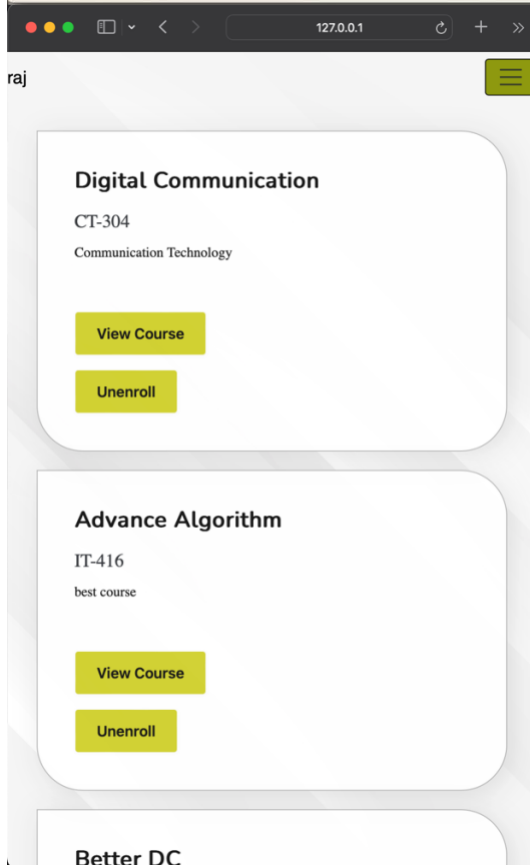 127.0.0.1
raj
Digital Communication
CT-304
Communication Technology
View Course
Unenroll
Advance Algorithm
IT-416
best course
View Course
Unenroll
Better DC